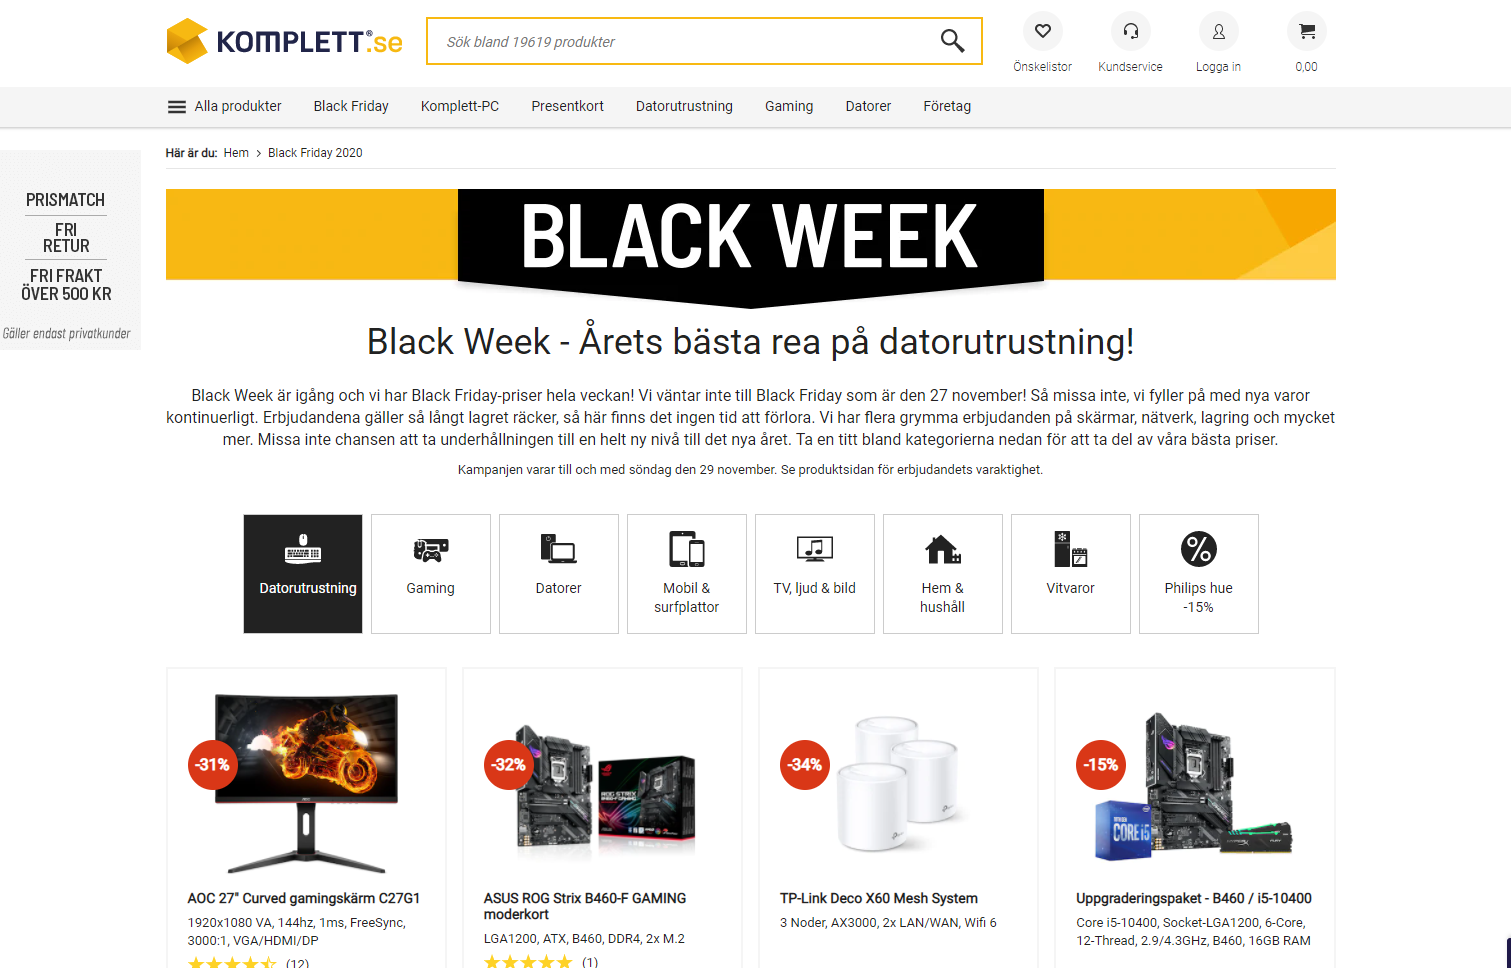 KOMPLETT®.se
Sök bland 19619 produkter
Önskelistor
Kundservice
Logga in
0,00
Alla produkter
Black Friday
Komplett-PC
Presentkort
Datorutrustning
Gaming
Datorer
Företag
Här är du: Hem > Black Friday 2020
PRISMATCH
FRI
RETUR
FRI FRAKT
ÖVER 500 KR
Gäller endast privatkunder
BLACK WEEK
Black Week - Årets bästa rea på datorutrustning!
Black Week är igång och vi har Black Friday-priser hela veckan! Vi väntar inte till Black Friday som är den 27 november! Så missa inte, vi fyller på med nya varor
kontinuerligt. Erbjudandena gäller så långt lagret räcker, så här finns det ingen tid att förlora. Vi har flera grymma erbjudanden på skärmar, nätverk, lagring och mycket
mer. Missa inte chansen att ta underhållningen till en helt ny nivå till det nya året. Ta en titt bland kategorierna nedan för att ta del av våra bästa priser.
Kampanjen varar till och med söndag den 29 november. Se produktsidan för erbjudandets varaktighet.
Datorutrustning
Gaming
Datorer
Mobil &
surfplattor
TV, ljud & bild
Hem &
hushåll
Vitvaror
Philips hue
-15%
-31%
AOC 27" Curved gamingskärm C27G1
1920x1080 VA, 144hz, 1ms, FreeSync,
3000:1, VGA/HDMI/DP
(12)
-32%
ROG STRIX
B460-F GAMING
ASUS ROG Strix B460-F GAMING
moderkort
LGA1200, ATX, B460, DDR4, 2x M.2
(1)
-34%
TP-Link Deco X60 Mesh System
3 Noder, AX3000, 2x LAN/WAN, Wifi 6
-15%
CORE i5
FURY
Uppgraderingspaket - B460 / i5-10400
Core i5-10400, Socket-LGA1200, 6-Core,
12-Thread, 2.9/4.3GHz, B460, 16GB RAM